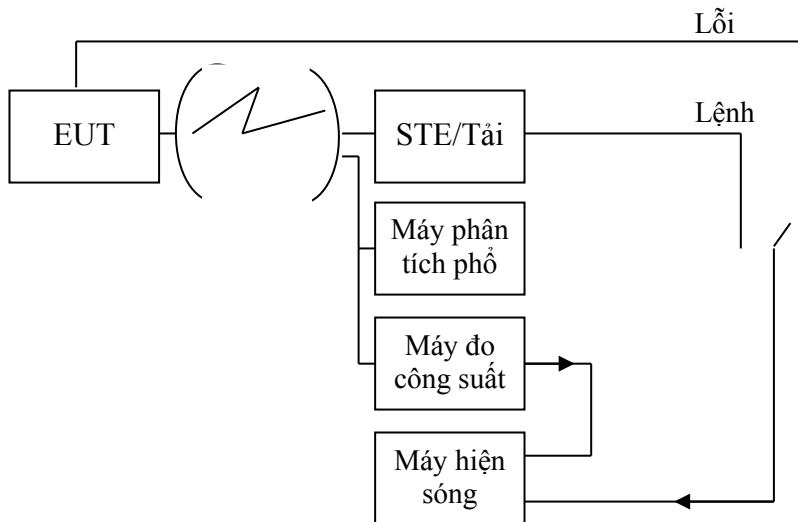 Lỗi
EUT
STE/Tải
Lệnh
Máy phân
tích phổ
Máy đo
công suất
Máy hiện
sóng